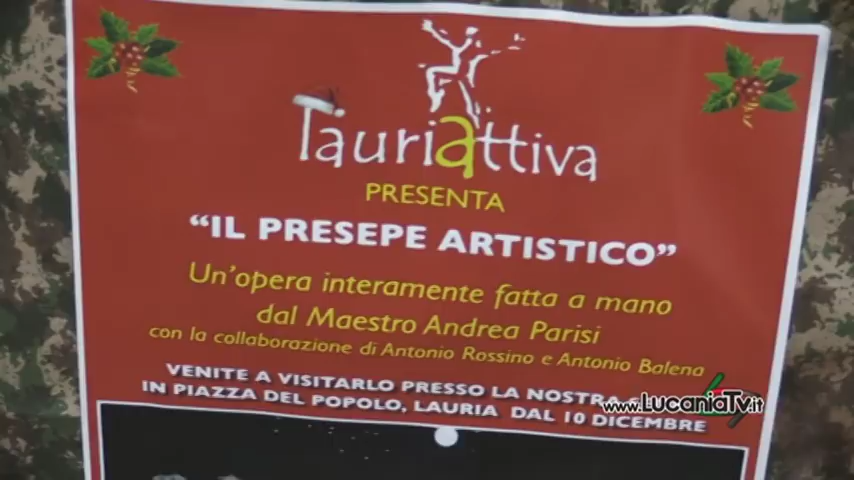 Tauriattiva
PRESENTA
“IL PRESEPE ARTISTICO”
Un'opera interamente fatta a mano
dal Maestro Andrea Parisi
con la collaborazione di Antonio Rossino e Antonio Balena
VENITE A VISITARLO PRESSO LA NOSTRA
IN PIAZZA DEL POPOLO, LAURIA DAL 10 DICEMBRE
www.LucaniaTv.it